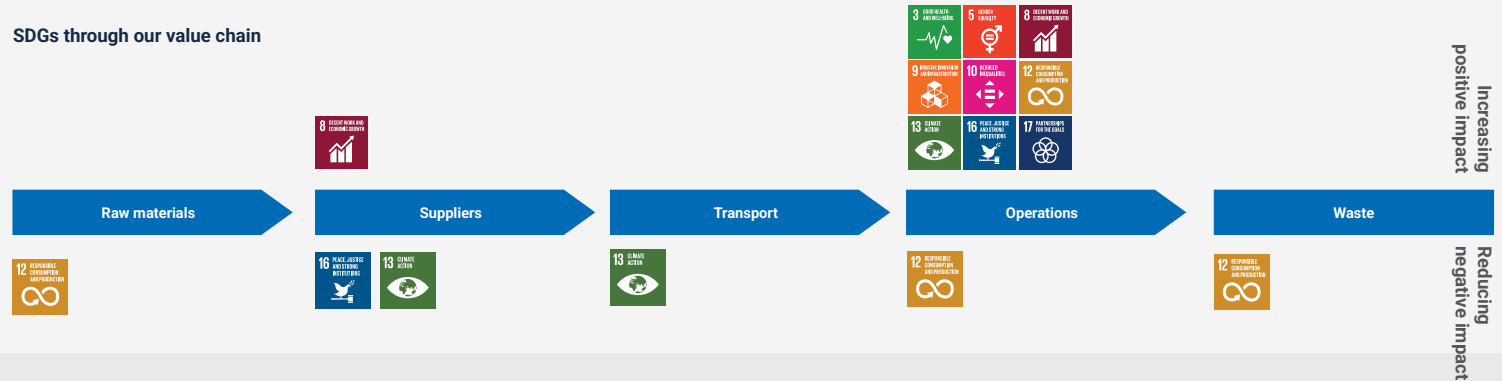 SDGs through our value chain
3 GOOD HEALTH
AND WELL-BEING
5 GENDER
EQUALITY
8 DECENT WORK AND
ECONOMIC GROWTH
9 INDUSTRY, INNOVATION
AND INFRASTRUCTURE
10 REDUCED
INEQUALITIES
12 RESPONSIBLE
CONSUMPTION
AND PRODUCTION
13 CLIMATE
ACTION
16 PEACE, JUSTICE
AND STRONG
INSTITUTIONS
17 PARTNERSHIPS
FOR THE GOALS
Increasing
positive impact
8 DECENT WORK AND
ECONOMIC GROWTH
Raw materials
Suppliers
Transport
Operations
Waste
12 RESPONSIBLE
CONSUMPTION
AND PRODUCTION
16 PEACE, JUSTICE
AND STRONG
INSTITUTIONS
13 CLIMATE
ACTION
13 CLIMATE
ACTION
12 RESPONSIBLE
CONSUMPTION
AND PRODUCTION
12 RESPONSIBLE
CONSUMPTION
AND PRODUCTION
Reducing
negative impact